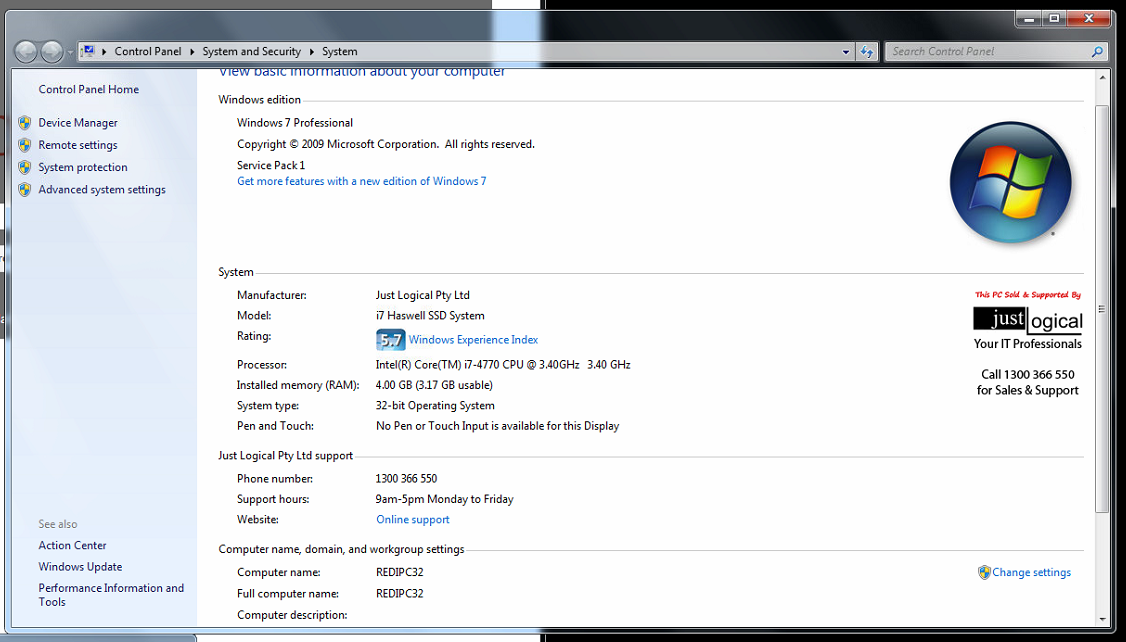 Control Panel ▸ System and Security ▸ System
Search Control Panel
Control Panel Home
Device Manager
Remote settings
System protection
Advanced system settings
See also
Action Center
Windows Update
Performance Information and
Tools
View basic information about your computer
Windows edition
Windows 7 Professional
Copyright © 2009 Microsoft Corporation. All rights reserved.
Service Pack 1
Get more features with a new edition of Windows 7
System
Manufacturer: Just Logical Pty Ltd
Model: i7 Haswell SSD System
Rating: 5.7 Windows Experience Index
Processor: Intel(R) Core(TM) i7-4770 CPU @ 3.40GHz 3.40 GHz
Installed memory (RAM): 4.00 GB (3.17 GB usable)
System type: 32-bit Operating System
Pen and Touch: No Pen or Touch Input is available for this Display
This PC Sold & Supported By
just logical
Your IT Professionals
Call 1300 366 550
for Sales & Support
Just Logical Pty Ltd support
Phone number: 1300 366 550
Support hours: 9am-5pm Monday to Friday
Website: Online support
Computer name, domain, and workgroup settings
Computer name: REDIPC32
Change settings
Full computer name: REDIPC32
Computer description: